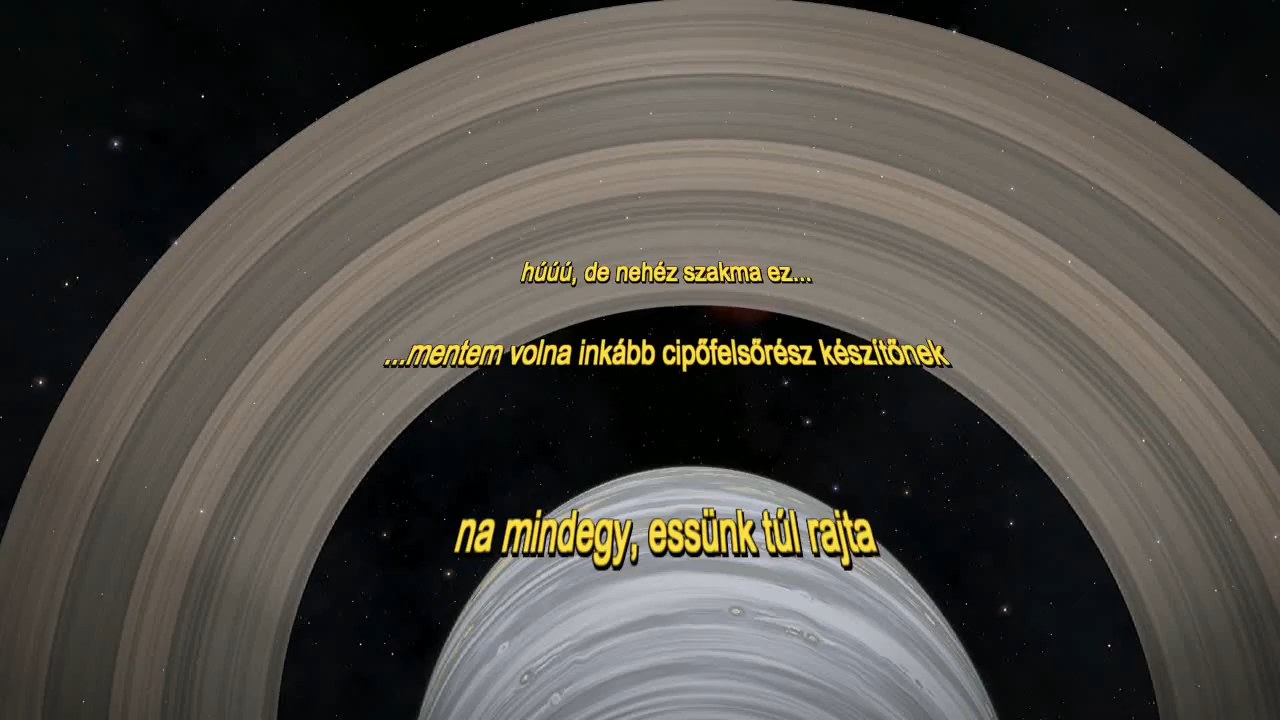 húúú, de nehéz szakma ez...
...mentem volna inkább cipőfelsőrész készítőnek
na mindegy, essünk túl rajta